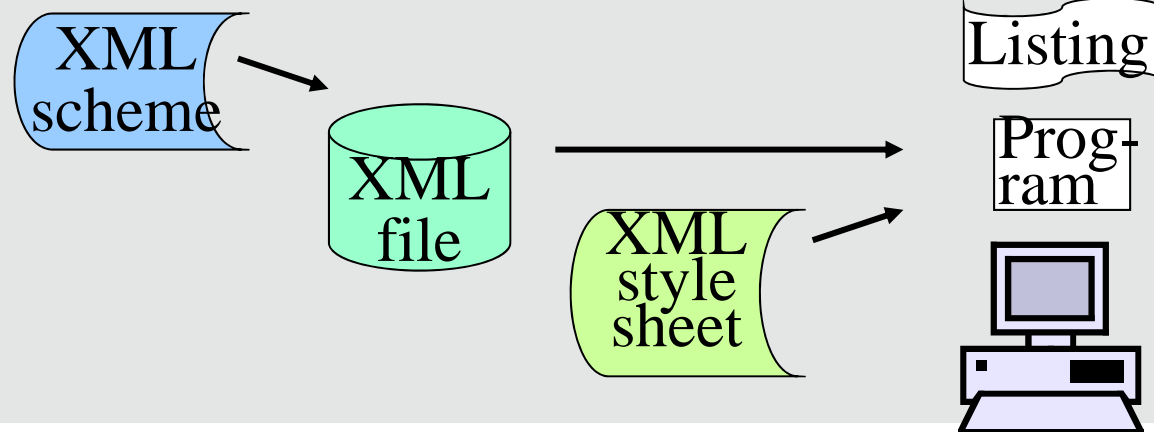 XML
scheme
XML
file
XML
style
sheet
Listing
Prog-
ram